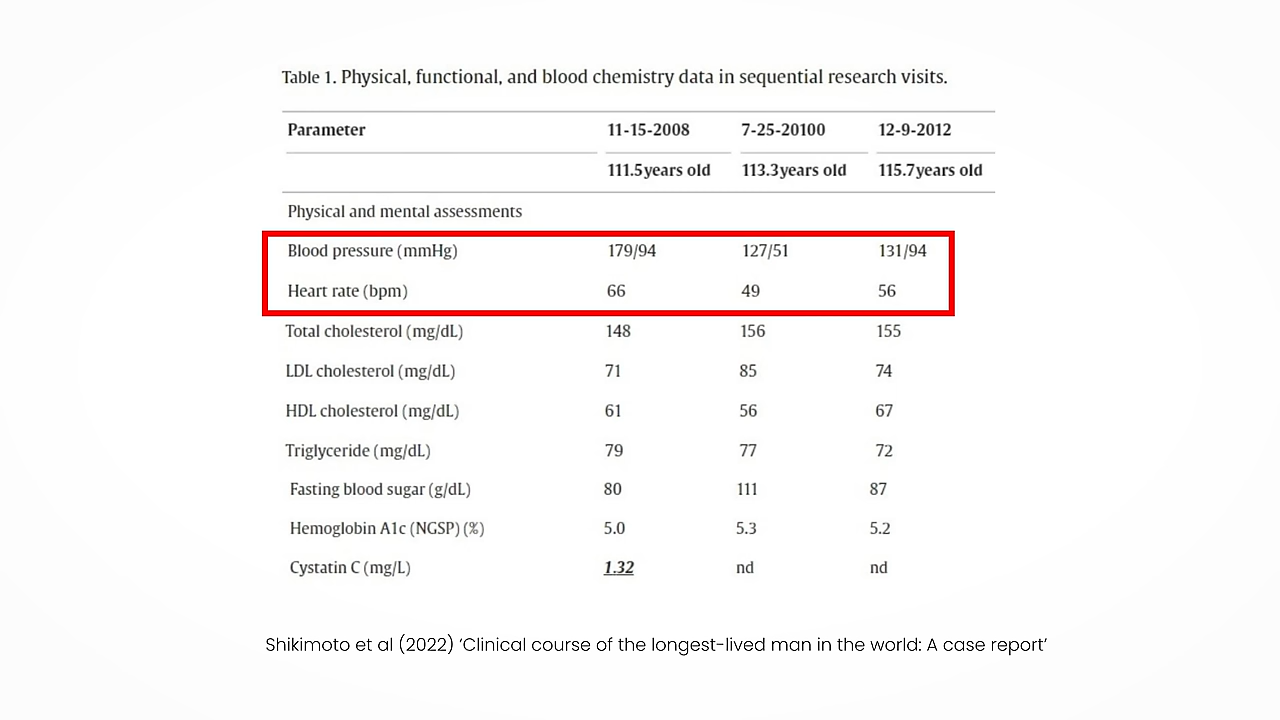 Table 1. Physical, functional, and blood chemistry data in sequential research visits.
Parameter 11-15-2008 7-25-20100 12-9-2012
111.5years old 113.3years old 115.7years old
Physical and mental assessments
Blood pressure (mmHg) 179/94 127/51 131/94
Heart rate (bpm) 66 49 56
Total cholesterol (mg/dL) 148 156 155
LDL cholesterol (mg/dL) 71 85 74
HDL cholesterol (mg/dL) 61 56 67
Triglyceride (mg/dL) 79 77 72
Fasting blood sugar (g/dL) 80 111 87
Hemoglobin A1c (NGSP) (%) 5.0 5.3 5.2
Cystatin C (mg/L) 1.32 nd nd
Shikimoto et al (2022) ‘Clinical course of the longest-lived man in the world: A case report’